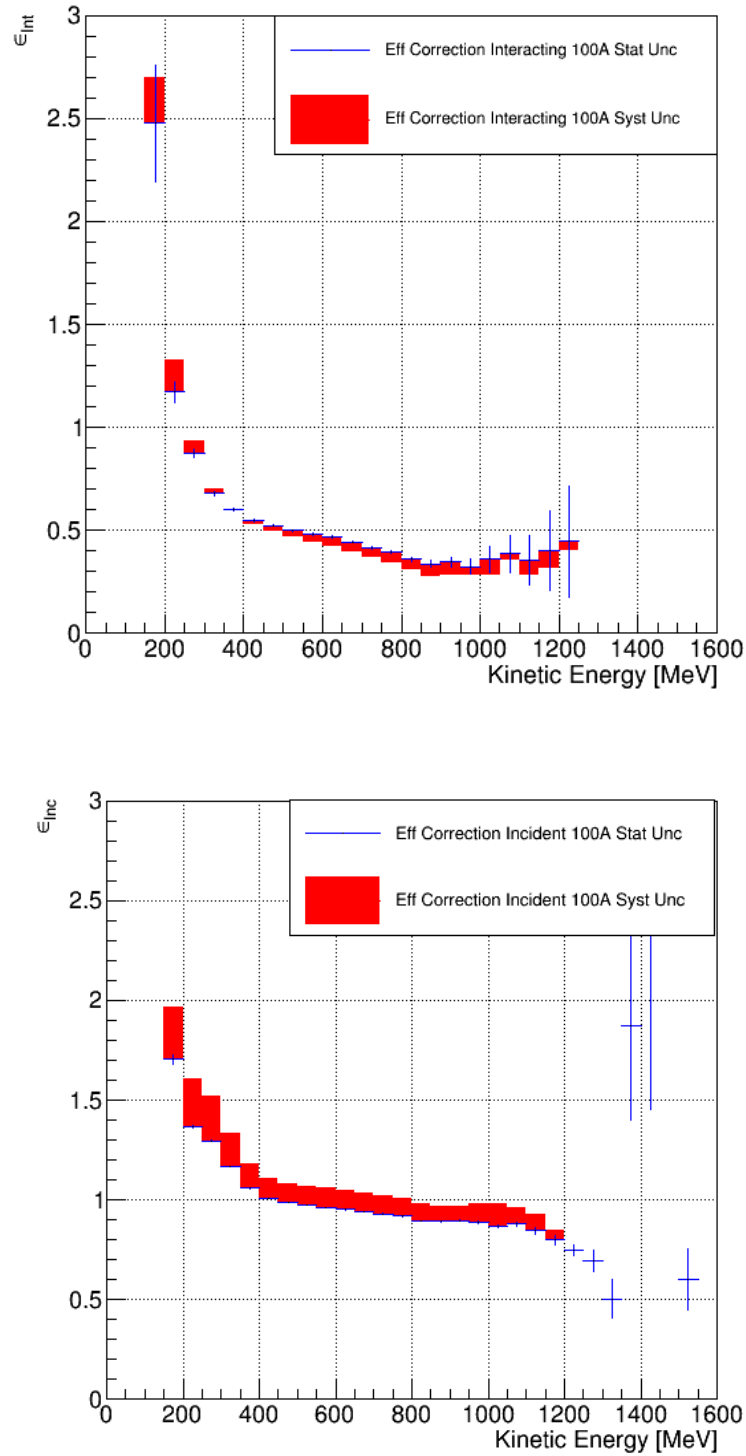 ϵInt
3
Eff Correction Interacting 100A Stat Unc
Eff Correction Interacting 100A Syst Unc
2.5
2
1.5
1
0.5
0
0 200 400 600 800 1000 1200 1400 1600
Kinetic Energy [MeV]
ϵInc
3
Eff Correction Incident 100A Stat Unc
Eff Correction Incident 100A Syst Unc
2.5
2
1.5
1
0.5
0
0 200 400 600 800 1000 1200 1400 1600
Kinetic Energy [MeV]